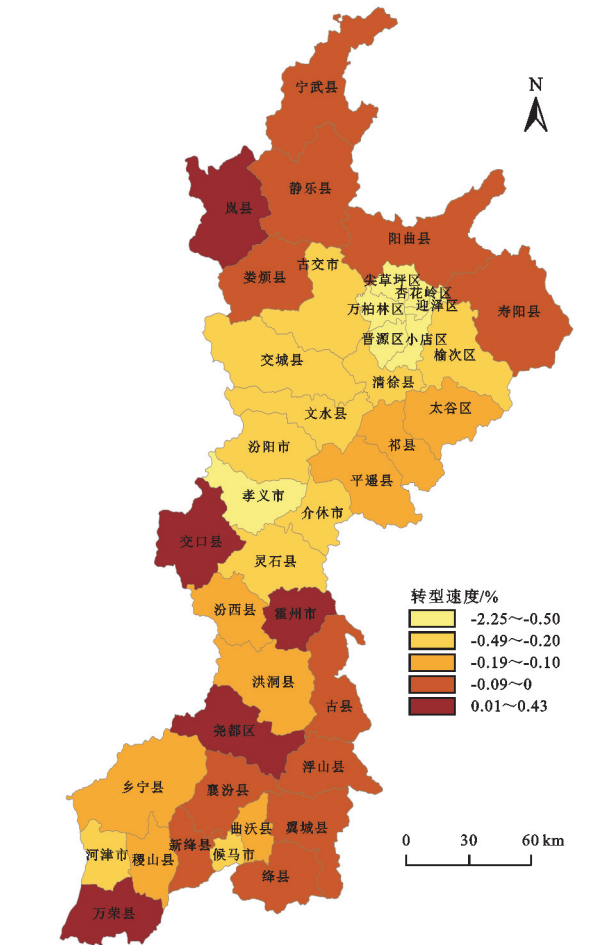 N
宁武县
静乐县
岚县
阳曲县
古交市
娄烦县
尖草坪区
杏花岭区
迎泽区
万柏林区
寿阳县
晋源区
小店区
榆次区
交城县
清徐县
太谷区
文水县
祁县
汾阳市
平遥县
孝义市
介休市
交口县
灵石县
汾西县
霍州市
洪洞县
古县
尧都区
浮山县
乡宁县
襄汾县
曲沃县
翼城县
新绛县
侯马市
河津市
稷山县
绛县
万荣县
转型速度/%
-2.25～-0.50
-0.49～-0.20
-0.19～-0.10
-0.09～0
0.01～0.43
0 30 60 km